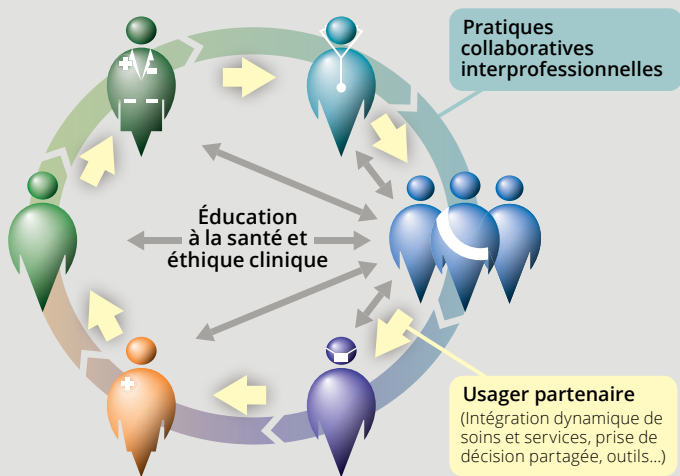 Pratiques
collaboratives
interprofessionnelles
Éducation
à la santé et
éthique clinique
Usager partenaire
(Intégration dynamique de
soins et services, prise de
décision partagée, outils...)